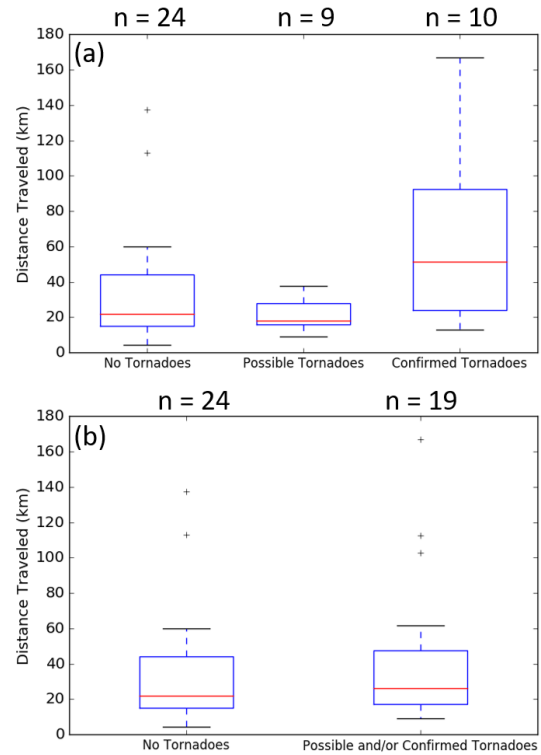 n = 24 n = 9 n = 10
(a)
Distance Traveled (km)
180
160
140
120
100
80
60
40
20
0
No Tornadoes Possible Tornadoes Confirmed Tornadoes
n = 24 n = 19
(b)
Distance Traveled (km)
180
160
140
120
100
80
60
40
20
0
No Tornadoes Possible and/or Confirmed Tornadoes